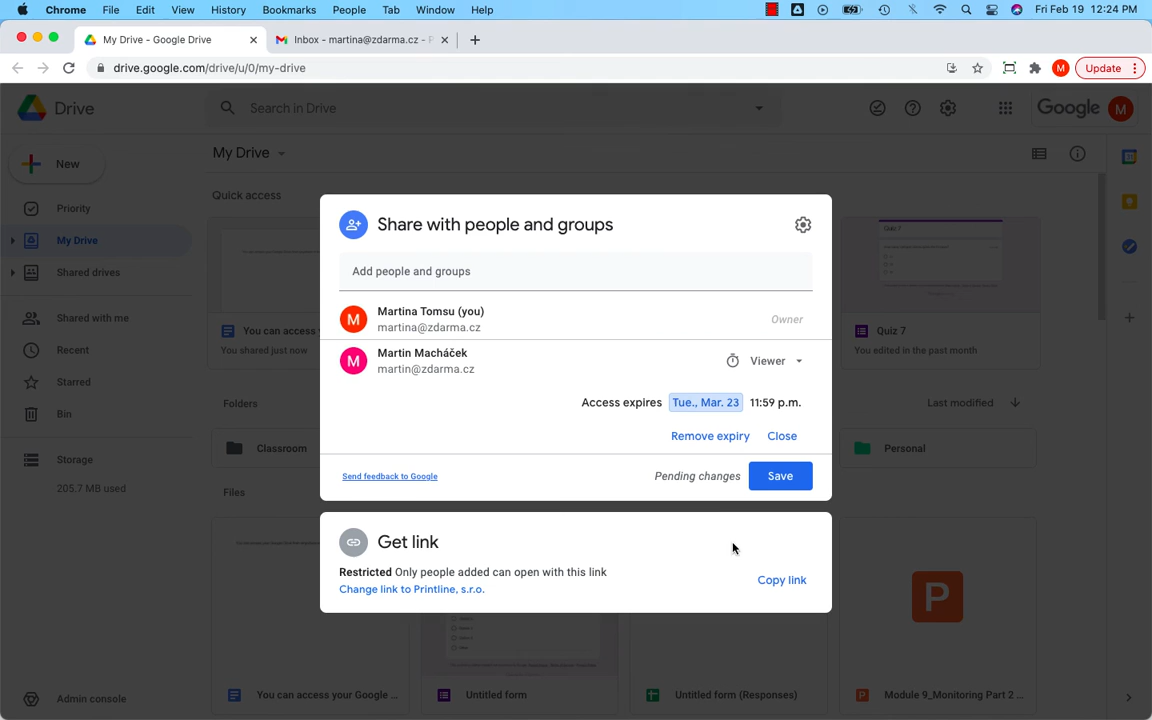 Chrome File Edit View History Bookmarks People Tab Window Help Fri Feb 19 12:24 PM
My Drive - Google Drive Inbox - martina@zdarma.cz -
drive.google.com/drive/u/0/my-drive M Update
Drive Search in Drive Google M
New My Drive
Quick access
Priority
My Drive
Shared drives
Shared with me
Recent
Starred
Bin
Storage
205.7 MB used
Admin console
Share with people and groups
Add people and groups
M Martina Tomsu (you)
martina@zdarma.cz Owner
M Martin Macháček
martin@zdarma.cz Viewer
Access expires Tue., Mar. 23 11:59 p.m.
Remove expiry Close
Send feedback to Google Pending changes Save
Get link
Restricted Only people added can open with this link
Change link to Printline, s.r.o.
Copy link
You can access
You shared just now
Quiz 7
Quiz 7
You edited in the past month
Folders Last modified
Classroom Personal
Files
P
You can access your Google ... Untitled form Untitled form (Responses) Module 9_Monitoring Part 2 ...